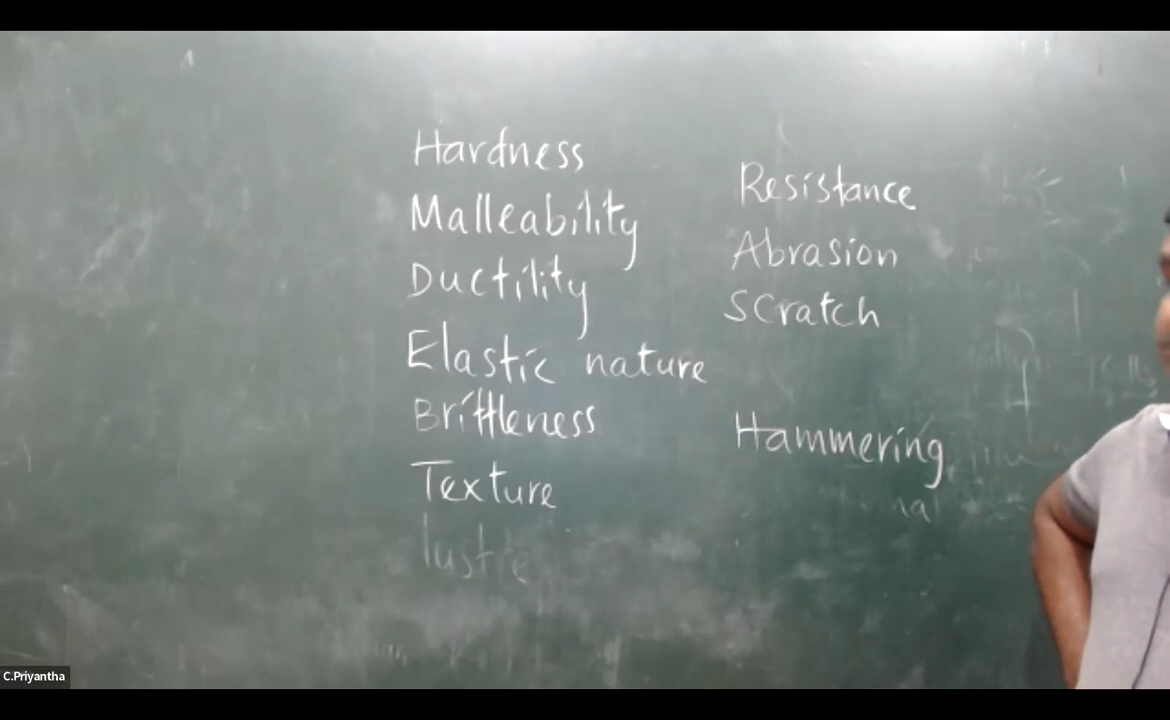 Hardness
Malleability
Ductility
Elastic nature
Brittleness
Texture
lustre
Resistance
Abrasion
Scratch
Hammering
C.Priyantha